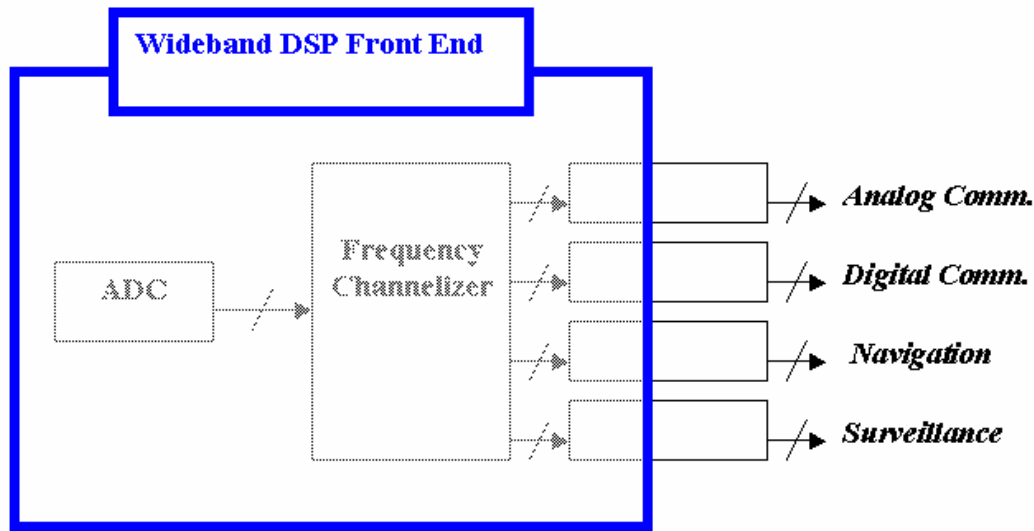 Wideband DSP Front End
ADC
Frequency
Channelizer
Analog Comm.
Digital Comm.
Navigation
Surveillance